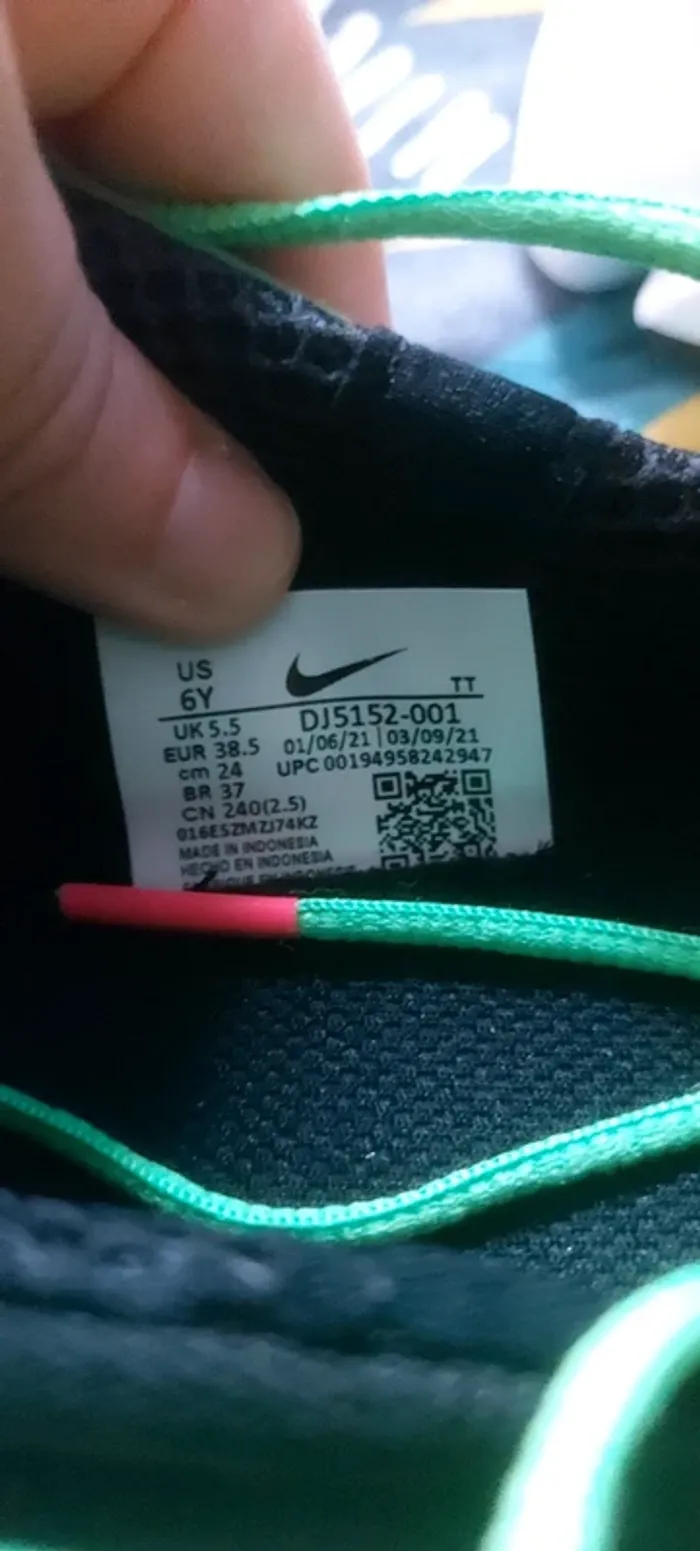 US
6Y
TT
UK 5.5
DJ5152-001
EUR 38.5
01/06/21 | 03/09/21
cm 24
UPC 00194958242947
BR 37
CN 240(2.5)
016ESZMZJ74KZ
MADE IN INDONESIA
HECHO EN INDONESIA